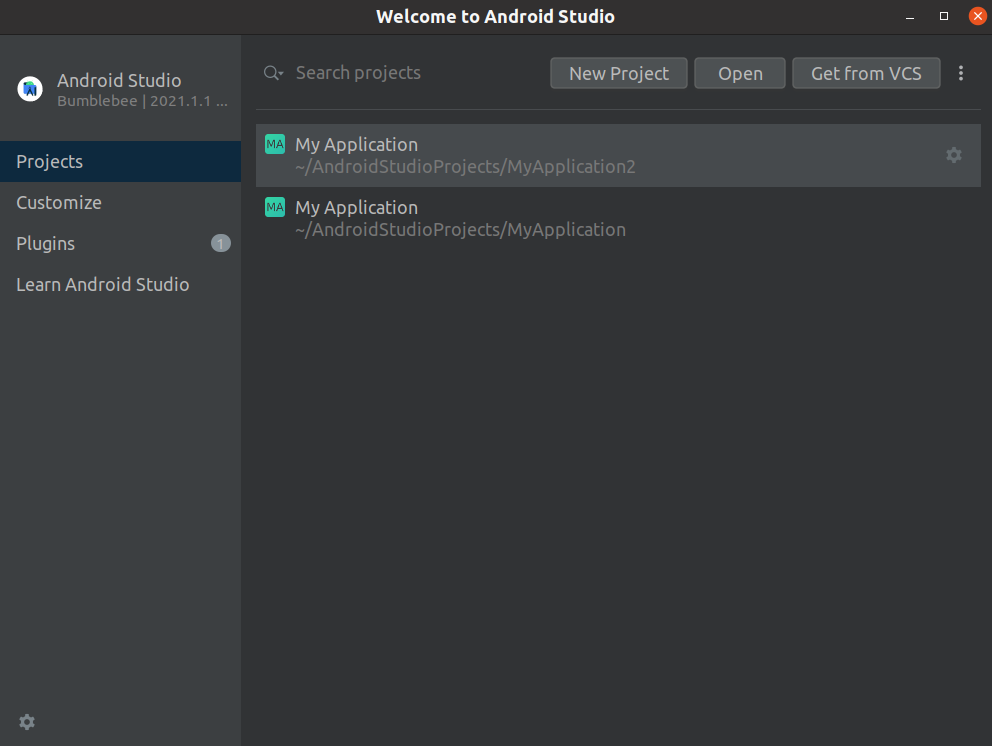 Welcome to Android Studio
Android Studio
Bumblebee | 2021.1.1 ...
Search projects
New Project
Open
Get from VCS
Projects
Customize
Plugins
1
Learn Android Studio
MA My Application
~/AndroidStudioProjects/MyApplication2
MA My Application
~/AndroidStudioProjects/MyApplication